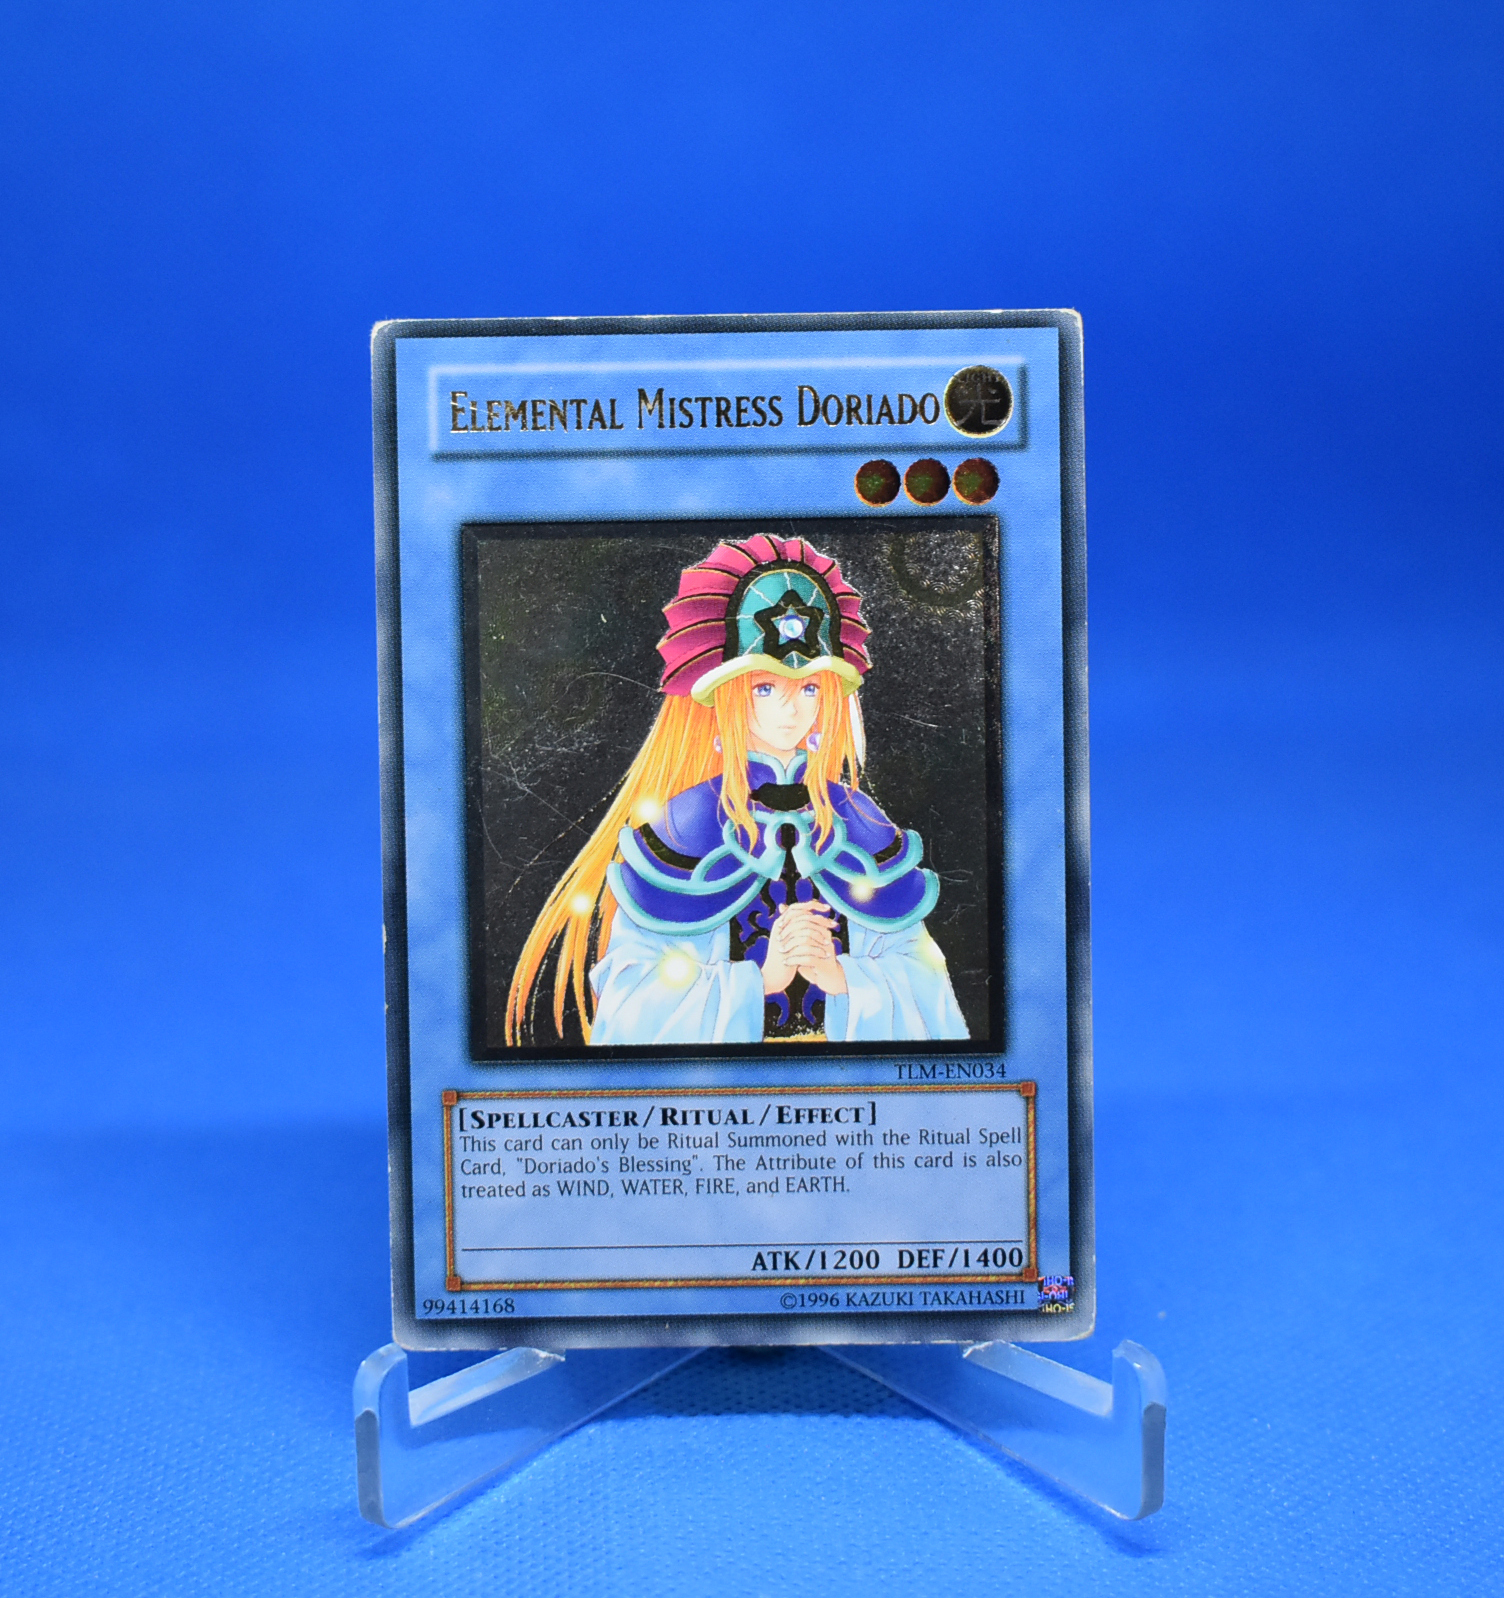 ELEMENTAL MISTRESS DORIADO
光
TLM-EN034
[SPELLCASTER/RITUAL/EFFECT]
This card can only be Ritual Summoned with the Ritual Spell
Card, "Doriado's Blessing". The Attribute of this card is also
treated as WIND, WATER, FIRE, and EARTH.
ATK/1200 DEF/1400
99414168
©1996 KAZUKI TAKAHASHI